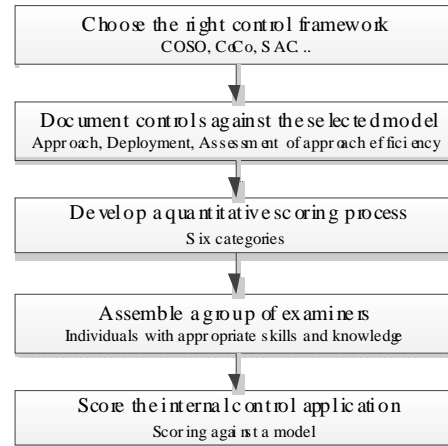 Choose the right control framework
COSO, CoCo, SAC..
Document controls against the selected model
Approach, Deployment, Assessment of approach efficiency
Develop a quantitative scoring process
Six categories
Assemble a group of examiners
Individuals with appropriate skills and knowledge
Score the internal control application
Scoring against a model